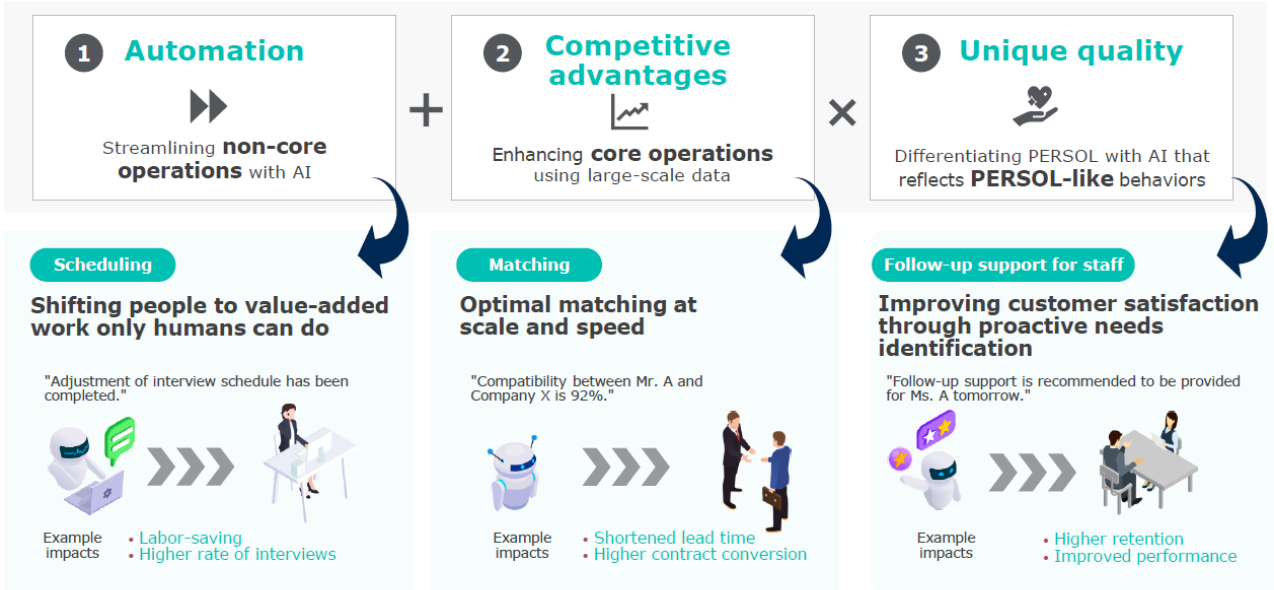 1 Automation
Streamlining non-core
operations with AI
+
2 Competitive
advantages
Enhancing core operations
using large-scale data
×
3 Unique quality
Differentiating PERSOL with AI that
reflects PERSOL-like behaviors
Scheduling
Shifting people to value-added
work only humans can do
"Adjustment of interview schedule has been
completed."
Example
impacts
• Labor-saving
• Higher rate of interviews
Matching
Optimal matching at
scale and speed
"Compatibility between Mr. A and
Company X is 92%."
Example
impacts
• Shortened lead time
• Higher contract conversion
Follow-up support for staff
Improving customer satisfaction
through proactive needs
identification
"Follow-up support is recommended to be provided
for Ms. A tomorrow."
Example
impacts
• Higher retention
• Improved performance